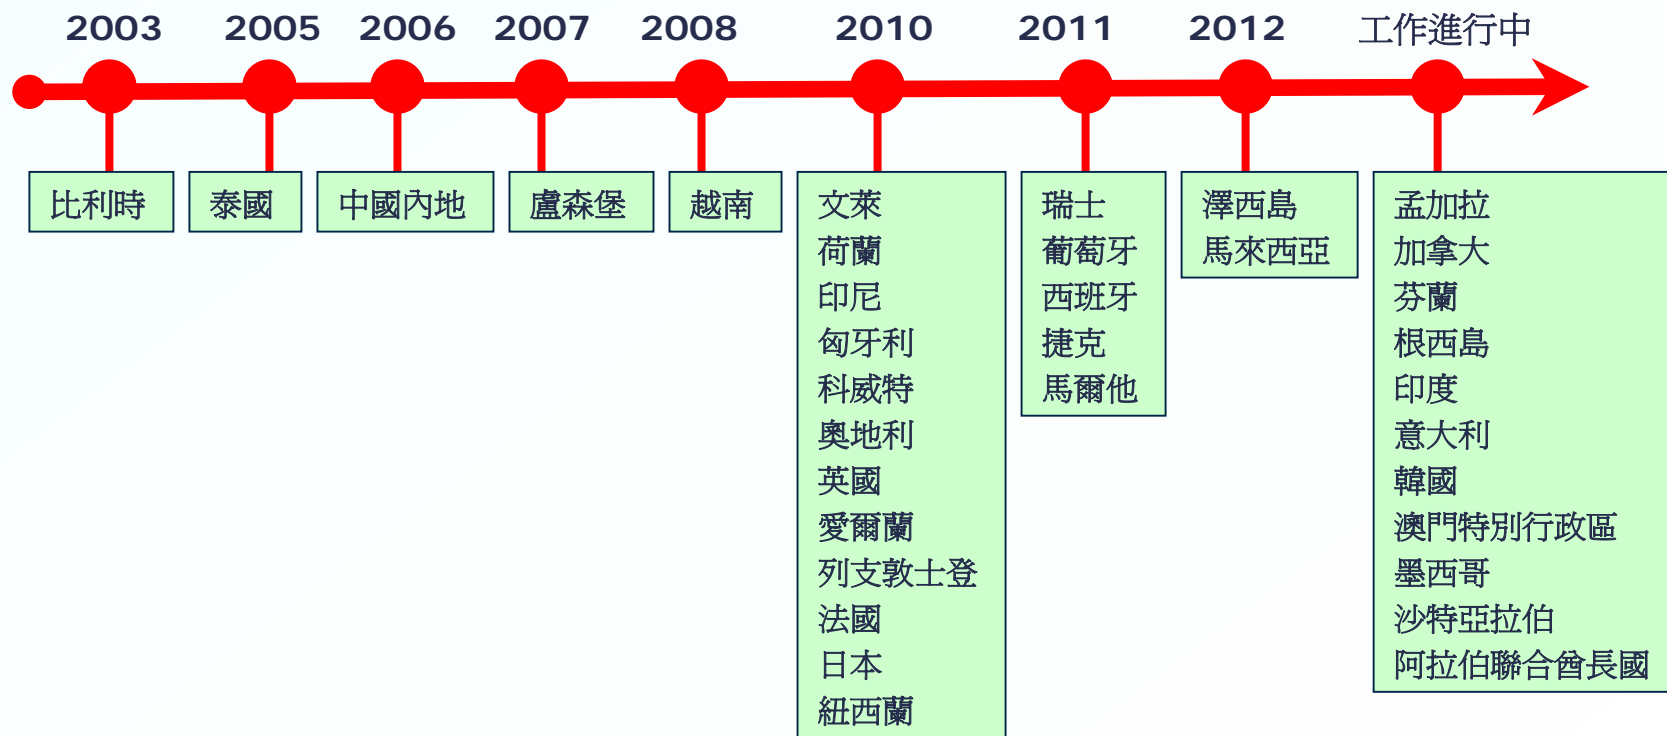 2003 2005 2006 2007 2008 2010 2011 2012 工作進行中
比利時
泰國
中國內地
盧森堡
越南
文萊
荷蘭
印尼
匈牙利
科威特
奧地利
英國
愛爾蘭
列支敦士登
法國
日本
紐西蘭
瑞士
葡萄牙
西班牙
捷克
馬爾他
澤西島
馬來西亞
孟加拉
加拿大
芬蘭
根西島
印度
意大利
韓國
澳門特別行政區
墨西哥
沙特亞拉伯
阿拉伯聯合酋長國